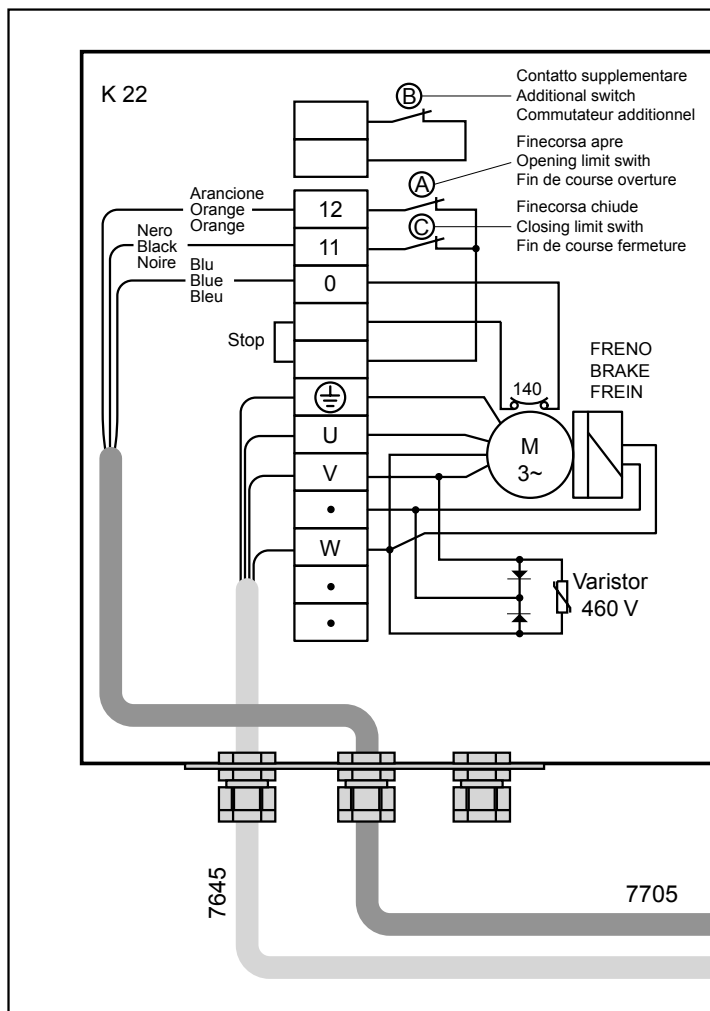 K 22
B
Contatto supplementare
Additional switch
Commutateur additionnel
Finecorsa apre
Opening limit swith
Fin de course overture
A
Finecorsa chiude
Closing limit swith
Fin de course fermeture
C
Arancione
Orange
Orange
12
Nero
Black
Noire
11
Blu
Blue
Bleu
0
Stop
FRENO
BRAKE
FREIN
140
U
M
3~
V
W
Varistor
460 V
7645
7705